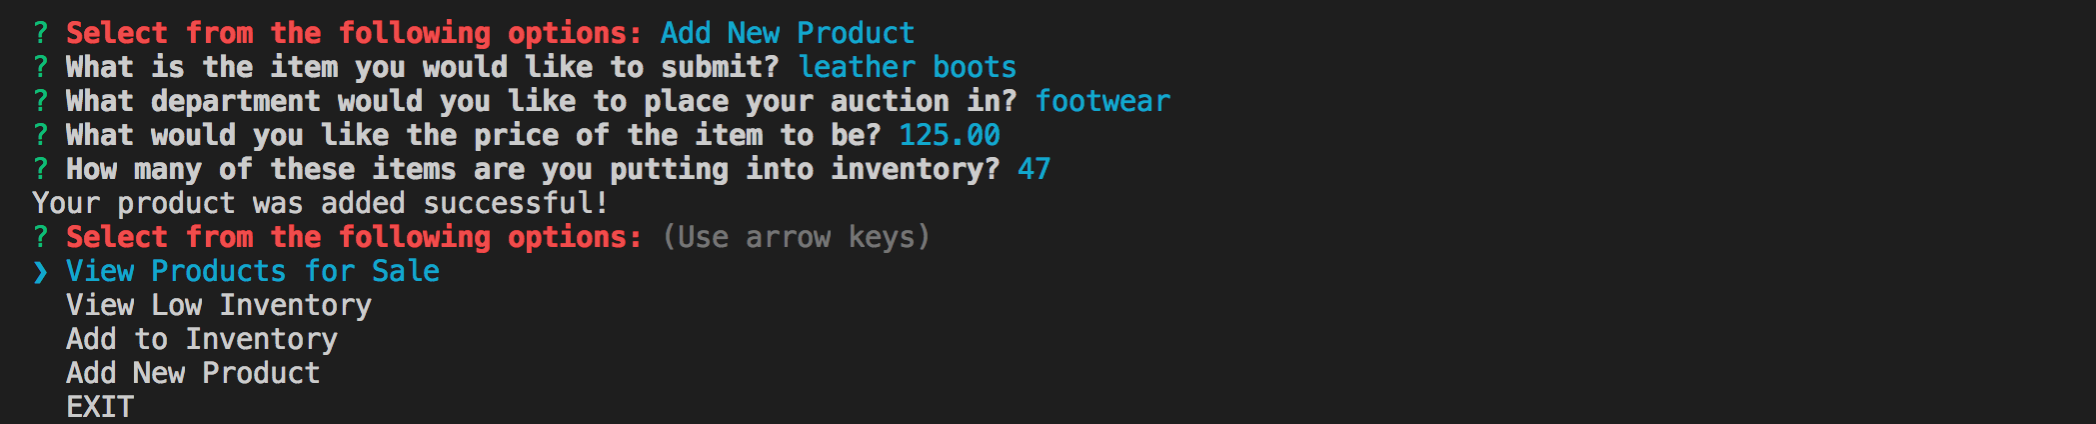 ? Select from the following options: Add New Product
? What is the item you would like to submit? leather boots
? What department would you like to place your auction in? footwear
? What would you like the price of the item to be? 125.00
? How many of these items are you putting into inventory? 47
Your product was added successful!
? Select from the following options: (Use arrow keys)
❯ View Products for Sale
  View Low Inventory
  Add to Inventory
  Add New Product
  EXIT